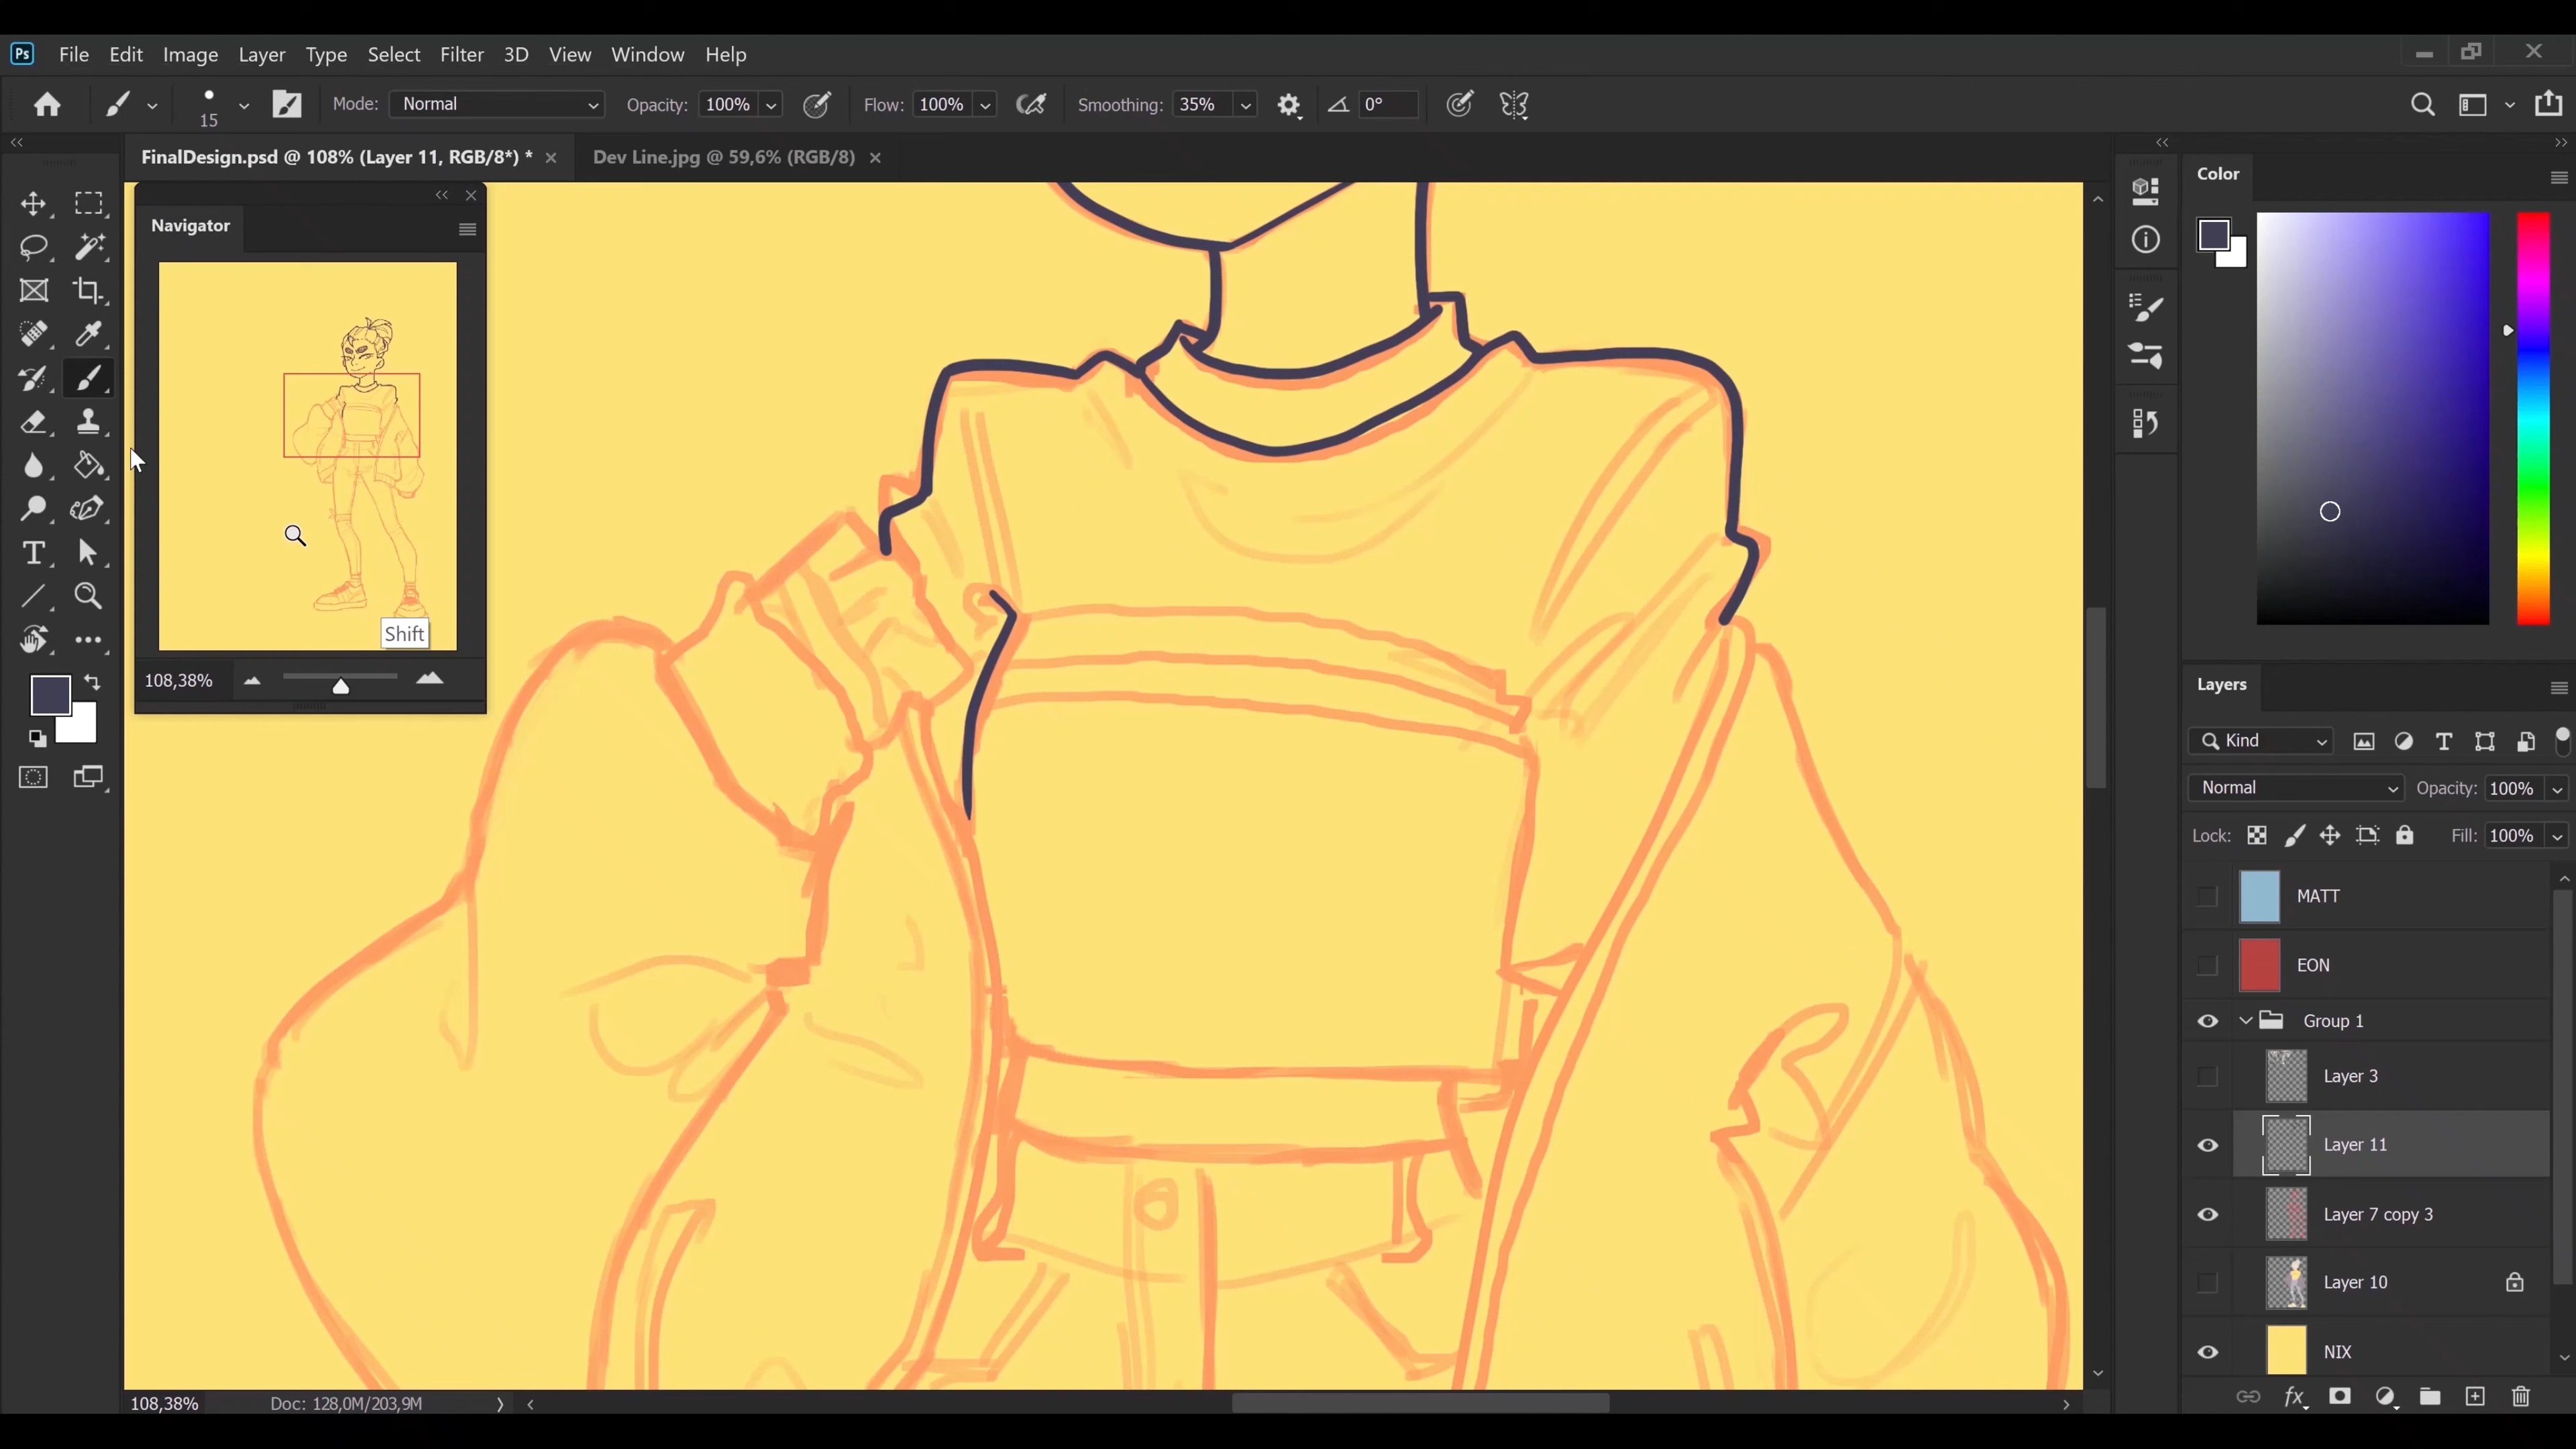 Ps File Edit Image Layer Type Select Filter 3D View Window Help
15 Mode: Normal Opacity: 100% Flow: 100% Smoothing: 35% 0°
FinalDesign.psd @ 108% (Layer 11, RGB/8*) * Dev Line.jpg @ 59,6% (RGB/8)
Navigator
Shift
108,38%
Color
Layers
Kind
Normal Opacity: 100%
Lock: Fill: 100%
MATT
EON
Group 1
Layer 3
Layer 11
Layer 7 copy 3
Layer 10
NIX
fx
108,38% Doc: 128,0M/203,9M